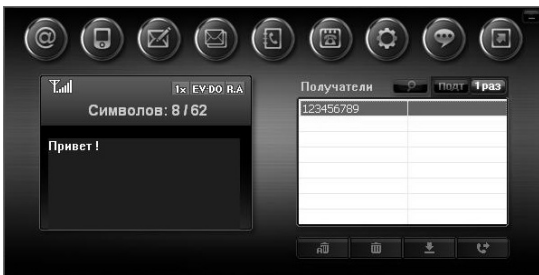 1x EV-DO R.A
Символов: 8 / 62
Привет !
Получатели
Подт 1 раз
123456789